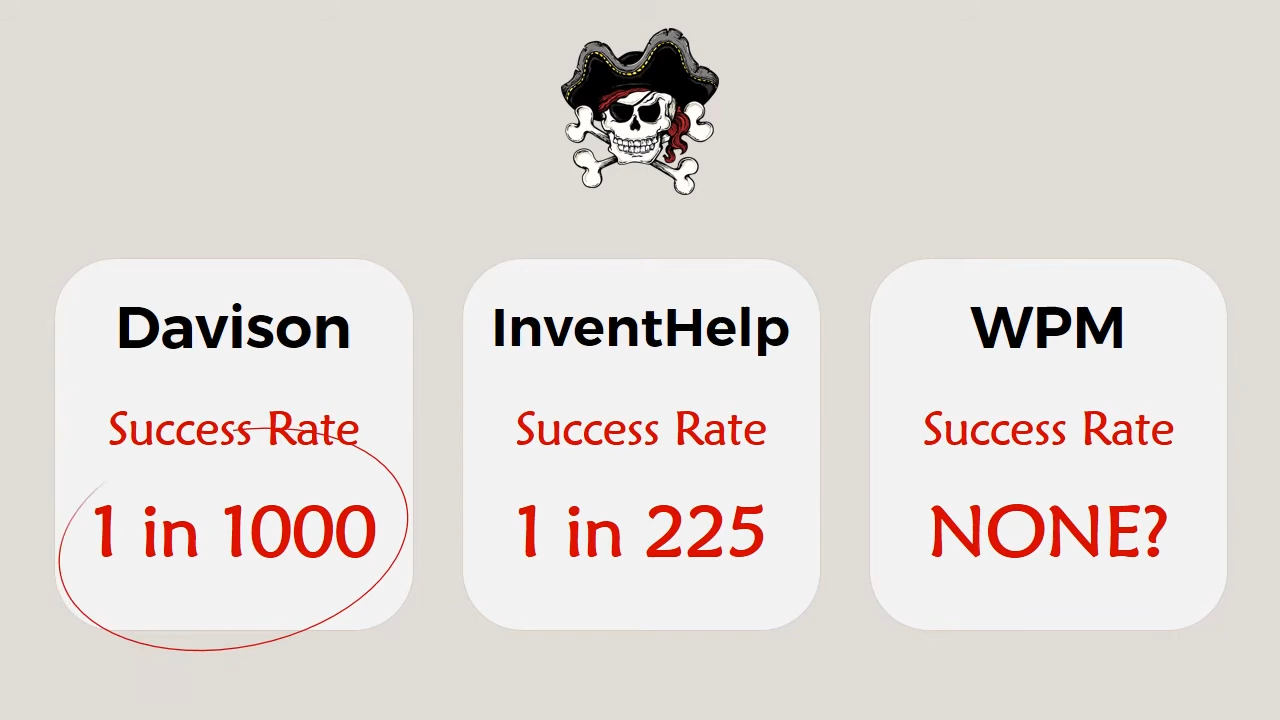 Davison
Success Rate
1 in 1000
InventHelp
Success Rate
1 in 225
WPM
Success Rate
NONE?